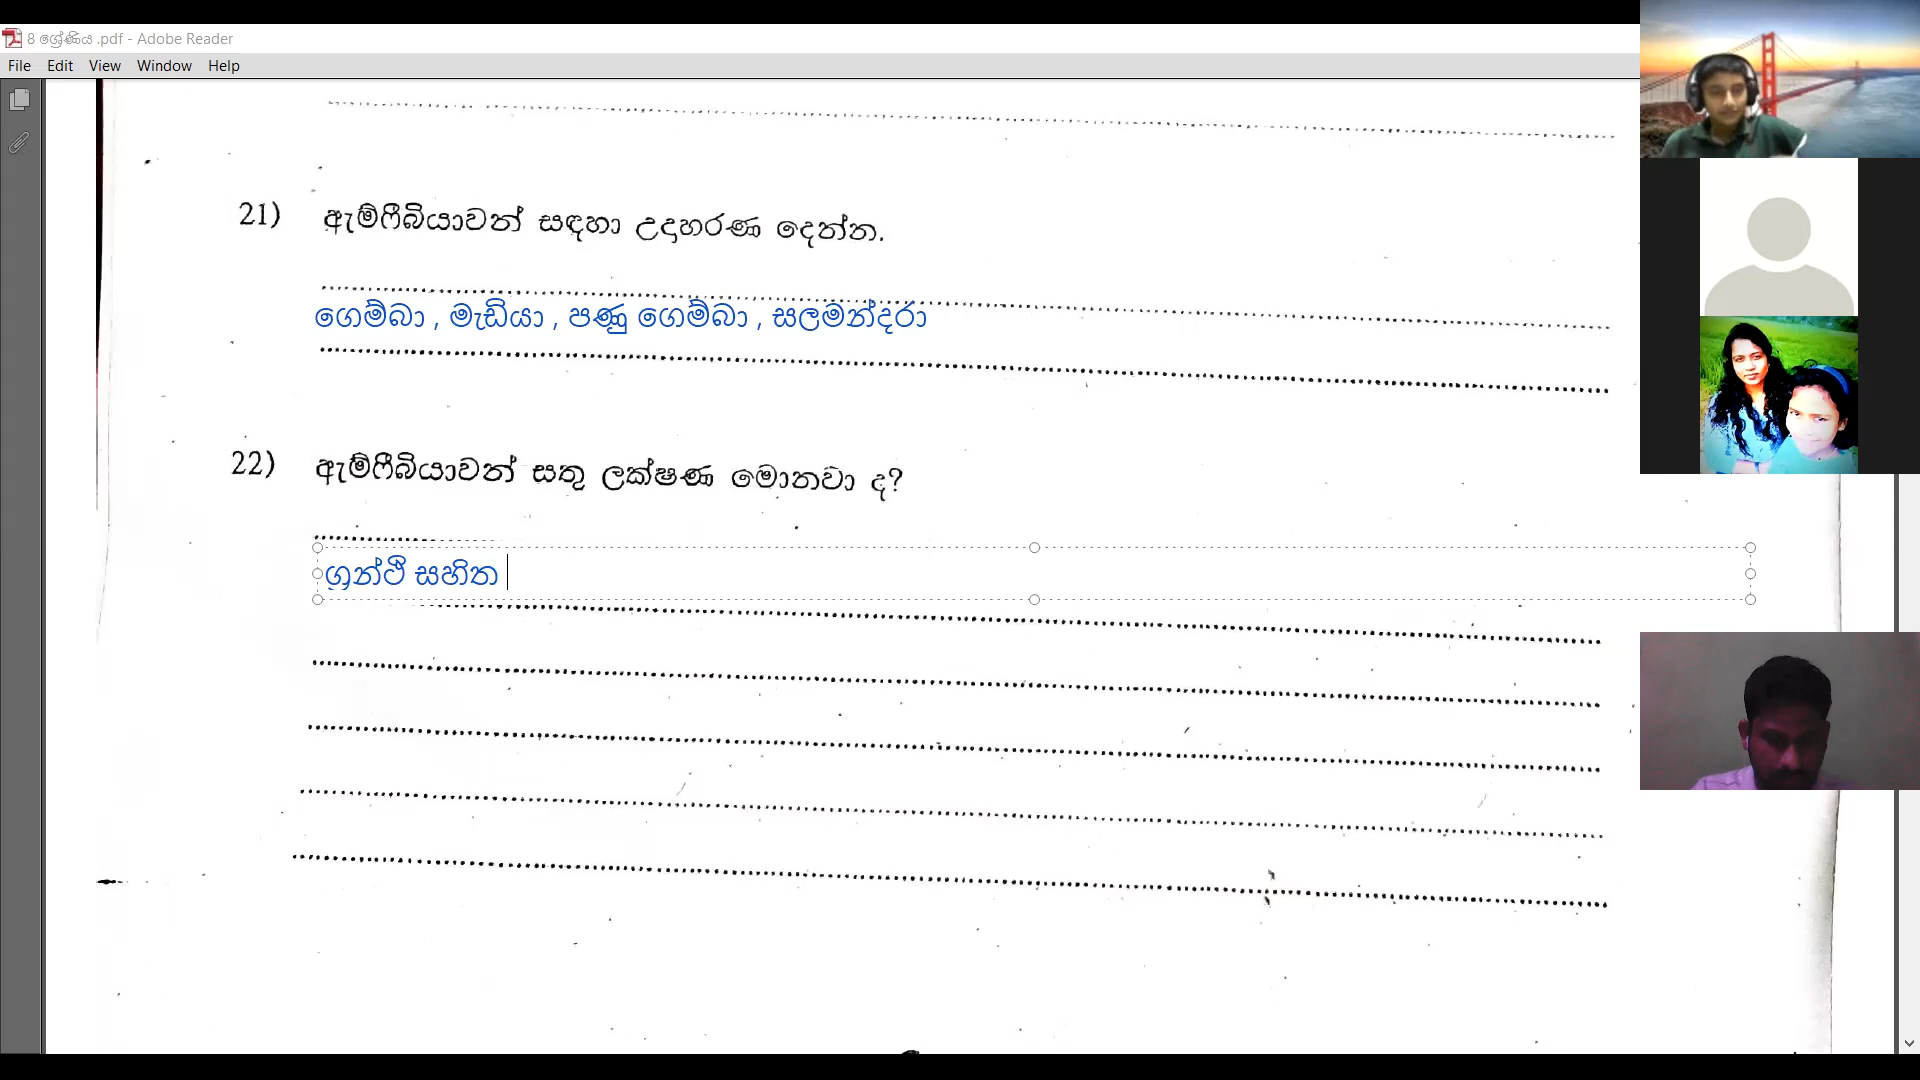 8 ශ්‍රේණිය .pdf - Adobe Reader
File Edit View Window Help
21) ඇම්ෆීබියාවන් සඳහා උදාහරණ දෙන්න.
ගෙම්බා , මැඩියා , පණු ගෙම්බා , සලමන්දරා
22) ඇම්ෆීබියාවන් සතු ලක්ෂණ මොනවා ද?
ග්‍රන්ථි සහිත